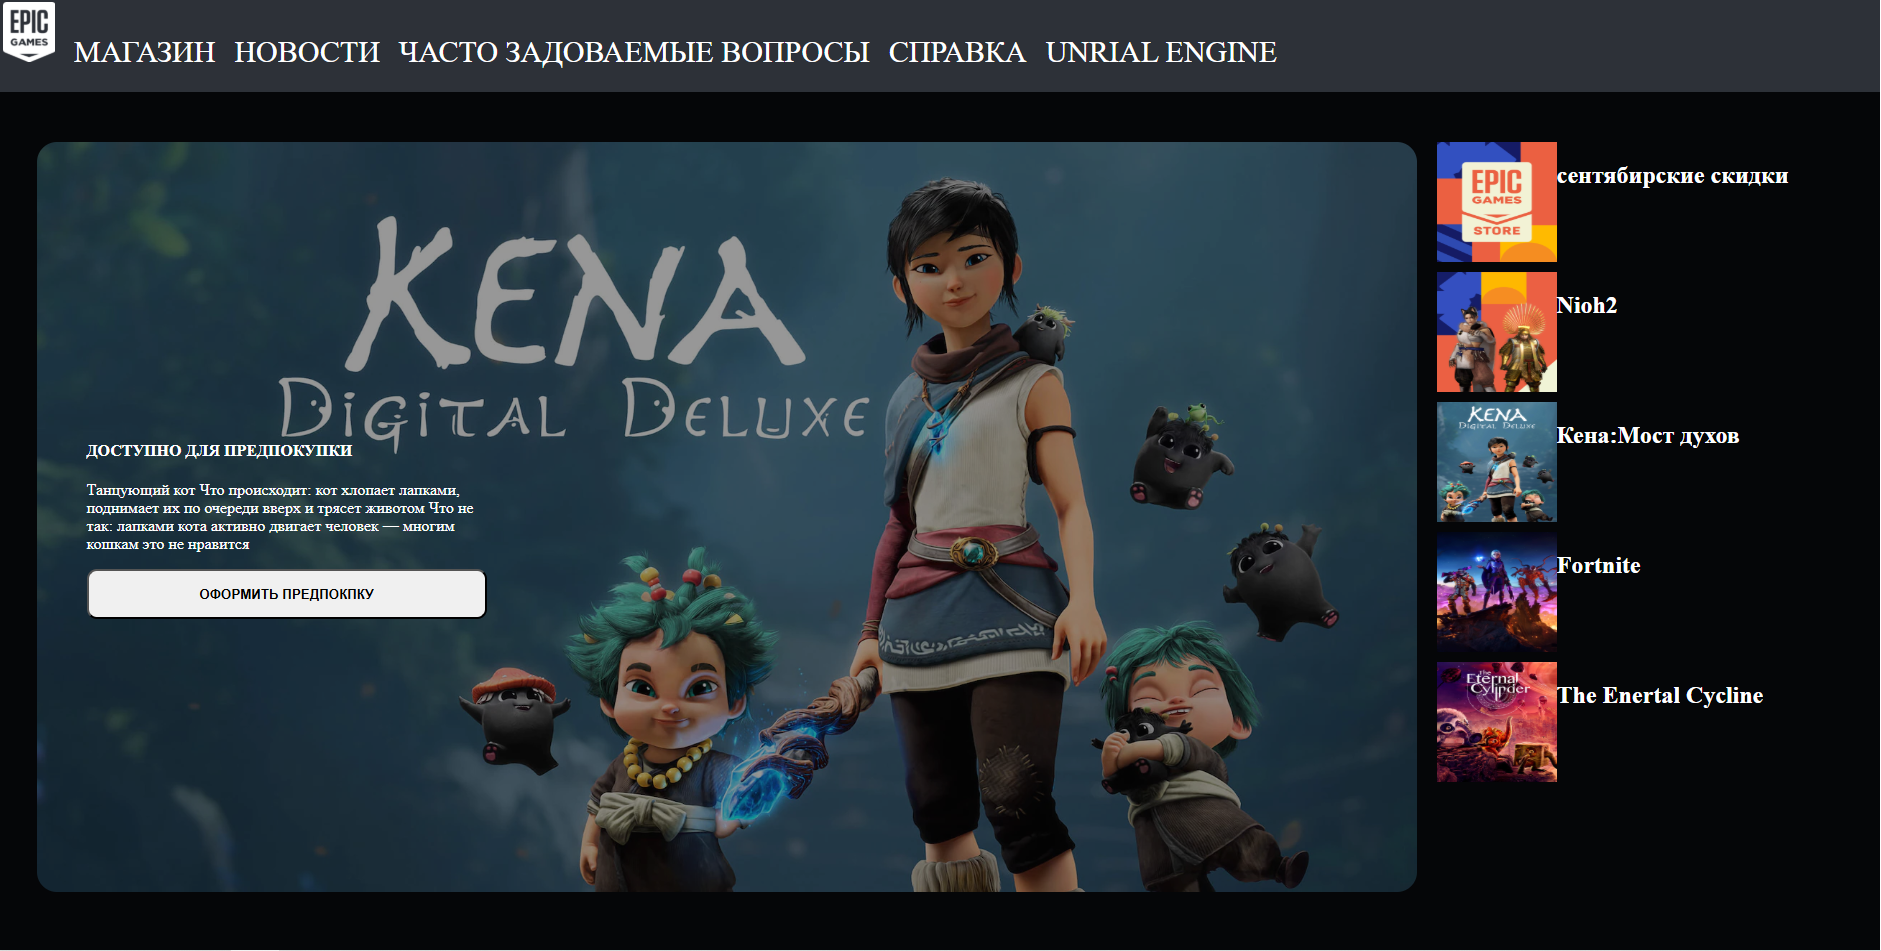 EPIC
GAMES
МАГАЗИН НОВОСТИ ЧАСТО ЗАДОВАЕМЫЕ ВОПРОСЫ СПРАВКА UNRIAL ENGINE
KENA
DIGITAL DELUXE
ДОСТУПНО ДЛЯ ПРЕДПОКУПКИ
Танцующий кот Что происходит: кот хлопает лапками,
поднимает их по очереди вверх и трясет животом Что не
так: лапками кота активно двигает человек — многим
кошкам это не нравится
ОФОРМИТЬ ПРЕДПОКПКУ
EPIC
GAMES
STORE
сентябирские скидки
Nioh2
KENA
DIGITAL DELUXE
Кена:Мост духов
Fortnite
The
Eternal
Cylinder
The Enertal Cycline